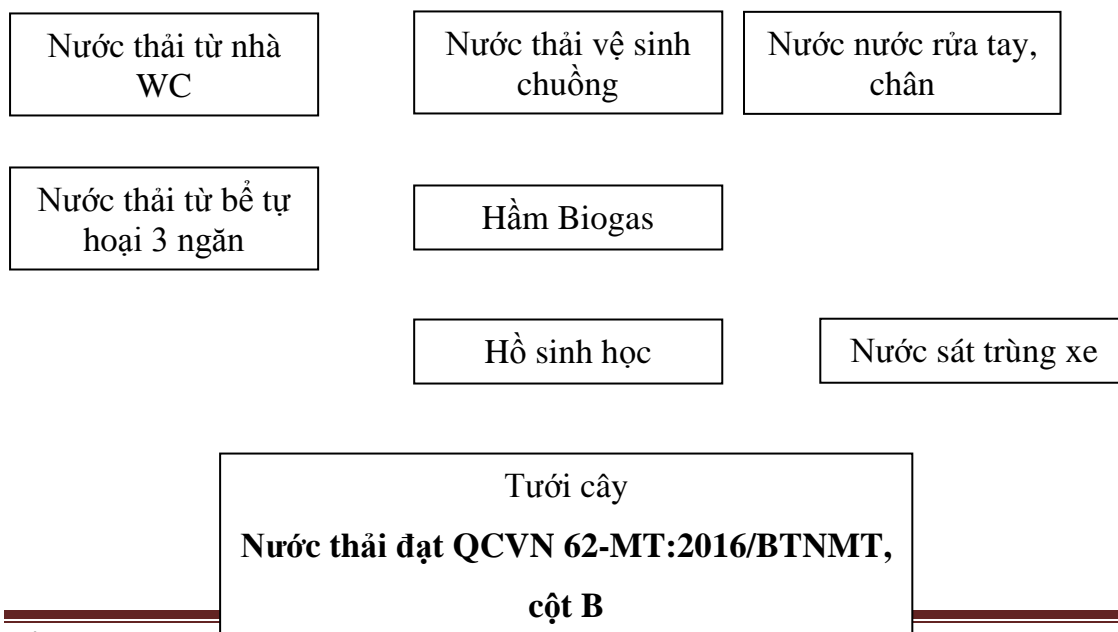 Nước thải từ nhà
WC
Nước thải vệ sinh
chuồng
Nước nước rửa tay,
chân
Nước thải từ bể tự
hoại 3 ngăn
Hầm Biogas
Hồ sinh học
Nước sát trùng xe
Tưới cây
Nước thải đạt QCVN 62-MT:2016/BTNMT,
cột B